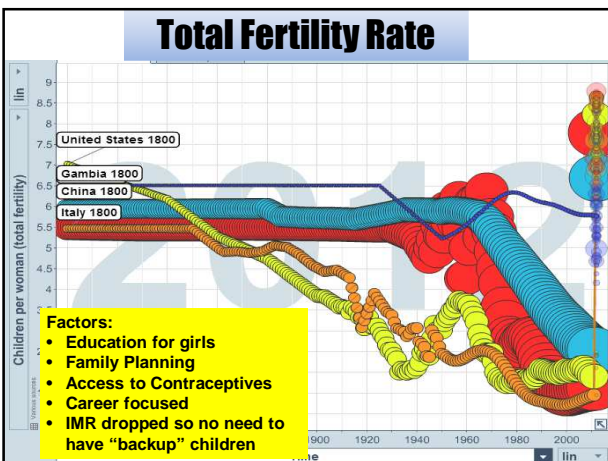 Total Fertility Rate
lin
Children per woman (total fertility)
9
8.5
8
7.5
7
6.5
6
5.5
5
4.5
4
3.5
2012
United States 1800
Gambia 1800
China 1800
Italy 1800
Factors:
• Education for girls
• Family Planning
• Access to Contraceptives
• Career focused
• IMR dropped so no need to
have “backup” children
1900 1920 1940 1960 1980 2000
lin